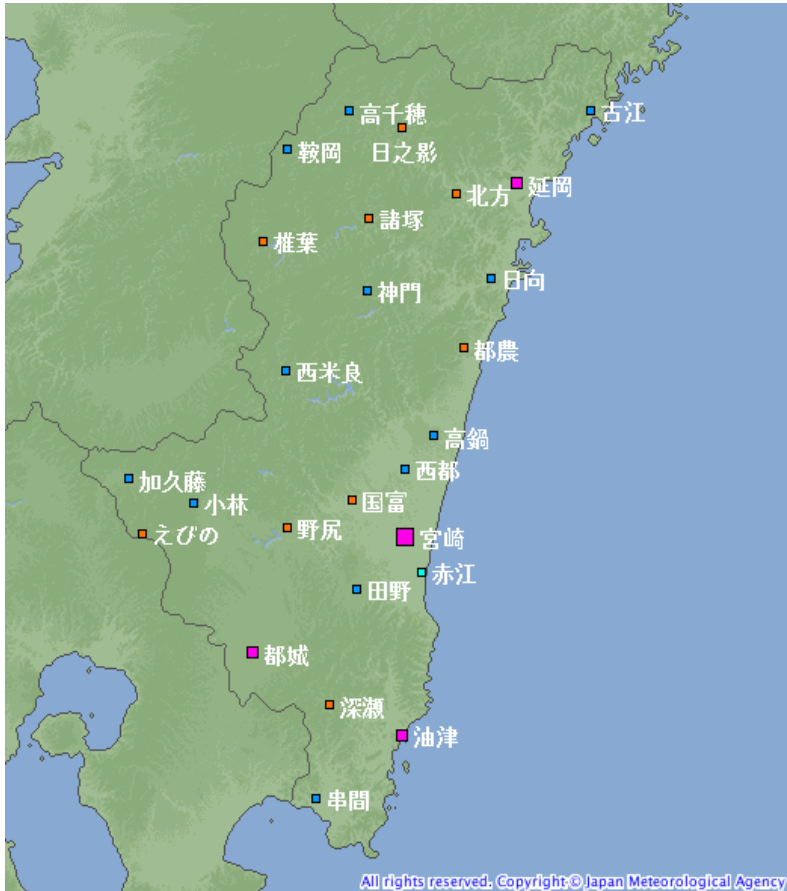 高千穂
古江
日之影
鞍岡
延岡
北方
諸塚
椎葉
日向
神門
都農
西米良
高鍋
西都
加久藤
小林
国富
えびの
野尻
宮崎
赤江
田野
都城
深瀬
油津
串間
All rights reserved. Copyright © Japan Meteorological Agency